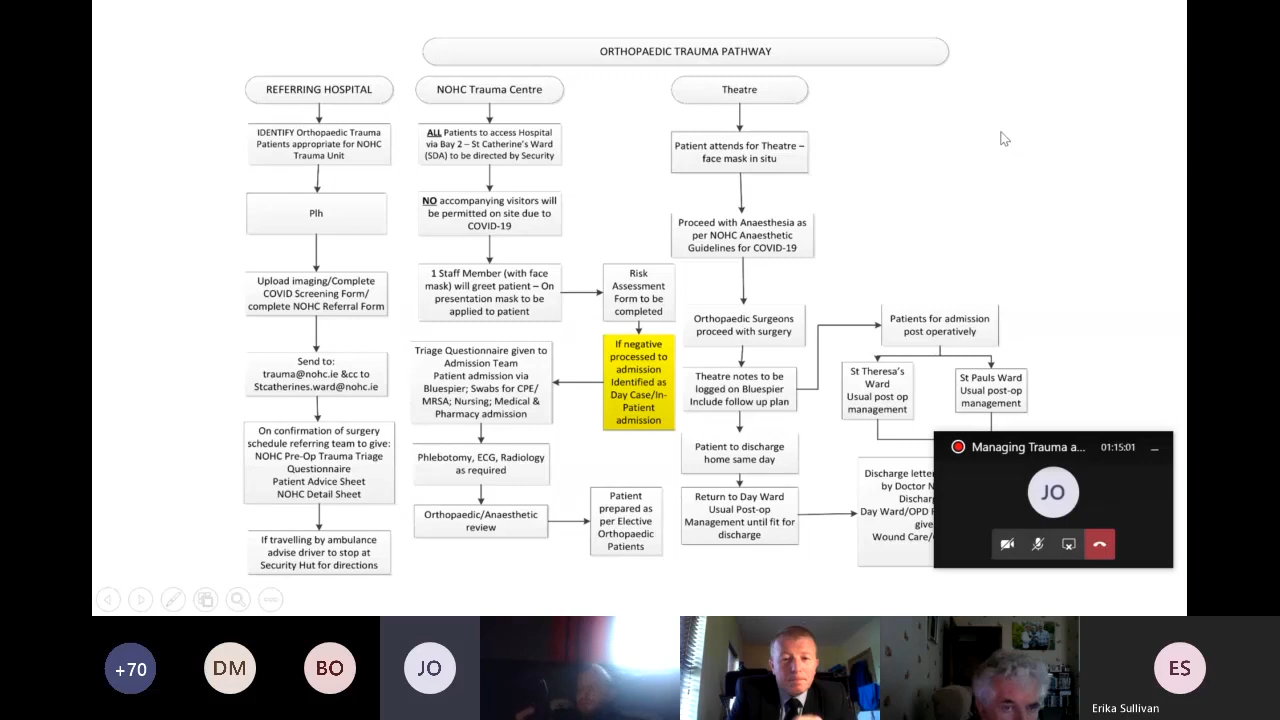 ORTHOPAEDIC TRAUMA PATHWAY
REFERRING HOSPITAL
IDENTIFY Orthopaedic Trauma
Patients appropriate for NOHC
Trauma Unit
Plh
Upload imaging/Complete
COVID Screening Form/
complete NOHC Referral Form
Send to:
trauma@nohc.ie &cc to
Stcatherines.ward@nohc.ie
On confirmation of surgery
schedule referring team to give:
NOHC Pre-Op Trauma Triage
Questionnaire
Patient Advice Sheet
NOHC Detail Sheet
If travelling by ambulance
advise driver to stop at
Security Hut for directions
NOHC Trauma Centre
ALL Patients to access Hospital
via Bay 2 – St Catherine's Ward
(SDA) to be directed by Security
NO accompanying visitors will
be permitted on site due to
COVID-19
1 Staff Member (with face
mask) will greet patient – On
presentation mask to be
applied to patient
Risk
Assessment
Form to be
completed
If negative
processed to
admission
Identified as
Day Case/In-
Patient
admission
Triage Questionnaire given to
Admission Team
Patient admission via
Bluespier; Swabs for CPE/
MRSA; Nursing; Medical &
Pharmacy admission
Phlebotomy, ECG, Radiology
as required
Orthopaedic/Anaesthetic
review
Patient
prepared as
per Elective
Orthopaedic
Patients
Theatre
Patient attends for Theatre –
face mask in situ
Proceed with Anaesthesia as
per NOHC Anaesthetic
Guidelines for COVID-19
Orthopaedic Surgeons
proceed with surgery
Theatre notes to be
logged on Bluespier
Include follow up plan
Patient to discharge
home same day
Return to Day Ward
Usual Post-op
Management until fit for
discharge
Patients for admission
post operatively
St Theresa's
Ward
Usual post op
management
St Pauls Ward
Usual post-op
management
Discharge letter
by Doctor N
Discharg
Day Ward/OPD
give
Wound Care/
Managing Trauma a...
01:15:01
JO
+70
DM
BO
JO
ES
Erika Sullivan